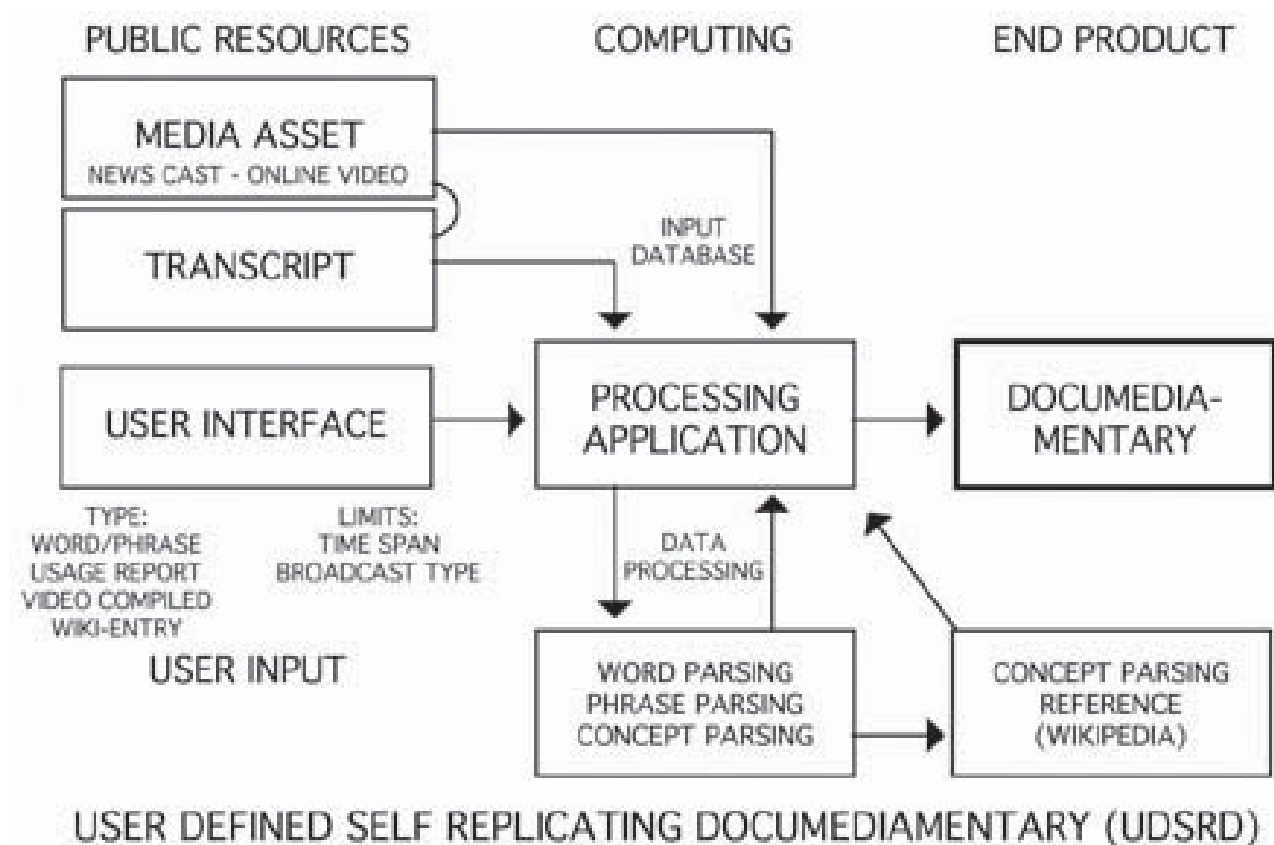 PUBLIC RESOURCES
COMPUTING
END PRODUCT
MEDIA ASSET
NEWS CAST - ONLINE VIDEO
TRANSCRIPT
INPUT
DATABASE
USER INTERFACE
PROCESSING
APPLICATION
DOCUMEDIA-
MENTARY
TYPE:
WORD/PHRASE
USAGE REPORT
VIDEO COMPILED
WIKI-ENTRY
LIMITS:
TIME SPAN
BROADCAST TYPE
USER INPUT
DATA
PROCESSING
WORD PARSING
PHRASE PARSING
CONCEPT PARSING
CONCEPT PARSING
REFERENCE
(WIKIPEDIA)
USER DEFINED SELF REPLICATING DOCUMEDIAMENTARY (UDSRD)